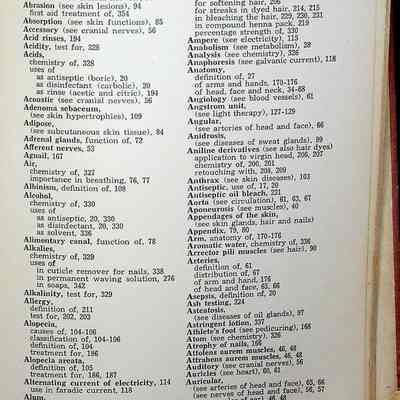 Abrasion (see skin lesions), 94
first aid treatment of, 354
Absorption (see skin functions), 85
Accessory (see cranial nerves), 56
Acid rinses, 194
Acidity, test for, 328
Acids,
chemistry of, 328
uses of
as antiseptic (boric), 20
as disinfectant (carbolic), 20
as rinse (acetic and citric), 194
Acoustic (see cranial nerves), 56
Adenoma sebaceum,
(see skin hypertrophies), 109
Adipose,
(see subcutaneous skin tissue), 84
Adrenal glands, function of, 72
Afferent nerves, 53
Agnail, 167
Air,
chemistry of, 327
importance in breathing, 76, 77
Albinism, definition of, 108
Alcohol,
chemistry of, 330
uses of
as antiseptic, 20, 330
as disinfectant, 20, 330
as solvent, 336
Alimentary canal, function of, 78
Alkalies,
chemistry of, 329
uses of
in cuticle remover for nails, 338
in permanent waving solution, 276
in soaps, 342
Alkalinity, test for, 329
Allergy,
definition of, 211
test for, 202, 203
Alopecia,
causes of, 104-106
classification of, 104-106
definition of, 104
treatment for, 186
Alopecia areata,
definition of, 105
treatment for, 186, 187
Alternating current of electricity, 114
use in faradic current, 118
Alum,
for softening hair, 206
for streaks in dyed hair, 214, 215
in bleaching the hair, 229, 230, 231
in compound henna pack, 219
percentage strength of, 330
Ampere (see electricity), 115
Anabolism (see metabolism), 28
Analysis (see chemistry), 326
Anaphoresis (see galvanic current), 118
Anatomy,
definition of, 27
of arms and hands, 170-176
of head, face and neck, 34-68
Angiology (see blood vessels), 61
Angstrom unit,
(see light therapy), 127-129
Angular,
(see arteries of head and face), 66
Anidrosis,
(see diseases of sweat glands), 99
Aniline derivatives (see also hair dyes)
application to virgin head, 206, 207
chemistry of, 200, 201
retouching with, 208, 209
Anthrax (see skin diseases), 103
Antiseptic, use of, 17, 20
Antiseptic oil bleach, 231
Aorta (see circulation), 61, 63, 67
Aponeurosis (see muscles), 40
Appendages of the skin,
(see skin glands, hair and nails)
Appendix, 79, 80
Arm, anatomy of, 170-176
Aromatic water, chemistry of, 336
Arrector pili muscles (see hair), 90
Arteries,
definition of, 61
distribution of, 67
of arm and hand, 176
of head and face, 63, 66
Asepsis, definition of, 20
Ash testing, 324
Asteatosis,
(see diseases of oil glands), 97
Astringent lotion, 337
Athlete's foot (see pedicuring), 168
Atom (see chemistry), 326
Atrophy of nails, 166
Attolens aurem muscles, 46, 48
Attrahens aurem muscles, 46, 48
Auditory (see cranial nerves), 56
Auricles (see heart), 60, 61
Auricular,
(see arteries of head and face), 65, 66
(see nerves of head and face), 56, 57